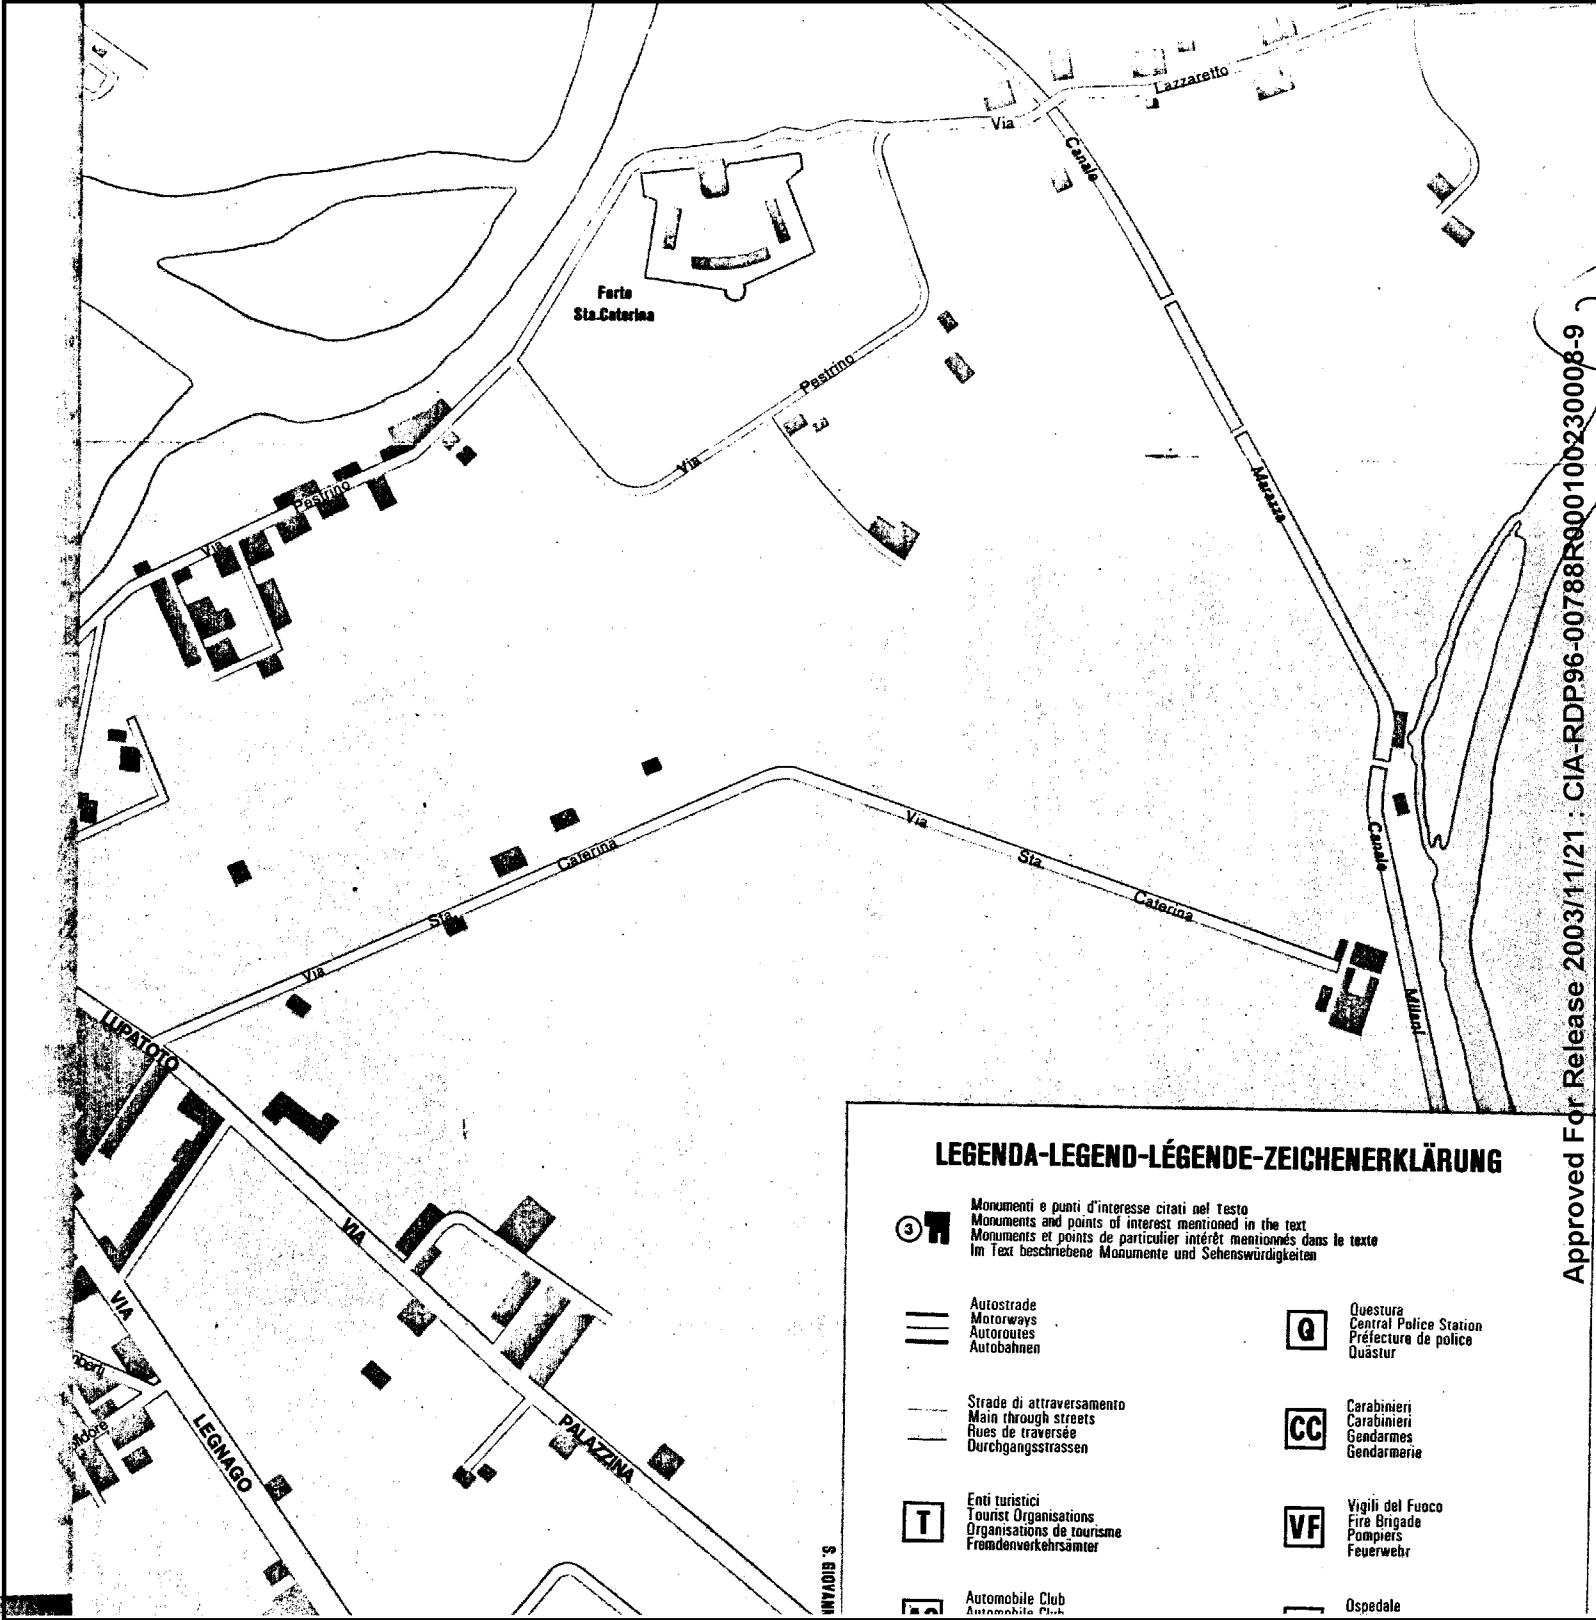 Lazzaretto
Via
Canale
Forte
Sta.Caterina
Pestrino
Via
Pestrino
Via
Marazza
Caterina
Sta.
Via
Via
Sta.
Caterina
Canale
Milani
LUPATOTO
VIA
PALAZZINA
VIA
LEGNAGO
S. GIOVANN
LEGENDA-LEGEND-LÉGENDE-ZEICHENERKLÄRUNG
3
Monumenti e punti d'interesse citati nel testo
Monuments and points of interest mentioned in the text
Monuments et points de particulier intérêt mentionnés dans le texte
Im Text beschriebene Monumente und Sehenswürdigkeiten
Autostrade
Motorways
Autoroutes
Autobahnen
Q
Questura
Central Police Station
Préfecture de police
Quästur
Strade di attraversamento
Main through streets
Rues de traversée
Durchgangsstrassen
CC
Carabinieri
Carabinieri
Gendarmes
Gendarmerie
T
Enti turistici
Tourist Organisations
Organisations de tourisme
Fremdenverkehrsämter
VF
Vigili del Fuoco
Fire Brigade
Pompiers
Feuerwehr
Automobile Club
Automobile Club
Ospedale
Approved For Release 2003/11/21 : CIA-RDP96-00788R000100230008-9